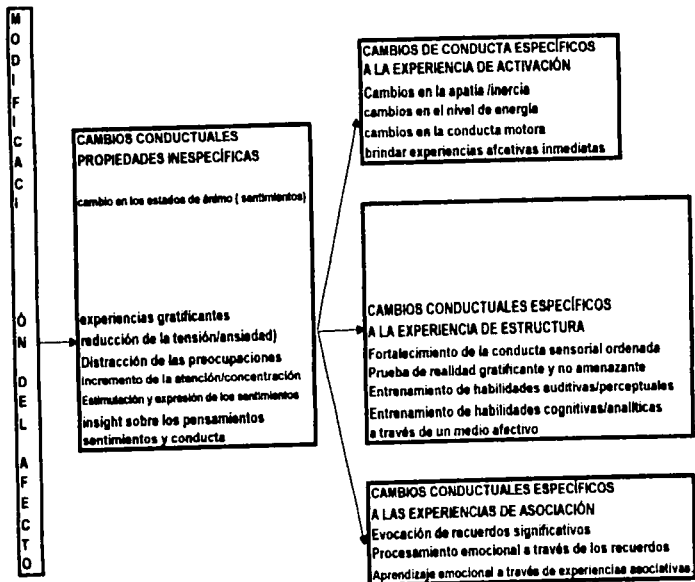 MODIFICACIÓN DEL AFECTO
CAMBIOS CONDUCTUALES
PROPIEDADES INESPECÍFICAS
cambio en los estados de ánimo ( sentimientos)
experiencias gratificantes
reducción de la tensión/ansiedad)
Distracción de las preocupaciones
Incremento de la atención/concentración
Estimulación y expresión de los sentimientos
insight sobre los pensamientos
sentimientos y conducta
CAMBIOS DE CONDUCTA ESPECÍFICOS
A LA EXPERIENCIA DE ACTIVACIÓN
Cambios en la apatía /inercia
cambios en el nivel de energía
cambios en la conducta motora
brindar experiencias afcetivas inmediatas
CAMBIOS CONDUCTUALES ESPECÍFICOS
A LA EXPERIENCIA DE ESTRUCTURA
Fortalecimiento de la conducta sensorial ordenada
Prueba de realidad gratificante y no amenazante
Entrenamiento de habilidades auditivas/perceptuales
Entrenamiento de habilidades cognitivas/analíticas
a través de un medio afectivo
CAMBIOS CONDUCTUALES ESPECÍFICOS
A LAS EXPERIENCIAS DE ASOCIACIÓN
Evocación de recuerdos significativos
Procesamiento emocional a través de los recuerdos
Aprendizaje emocional a través de experiencias asociativas